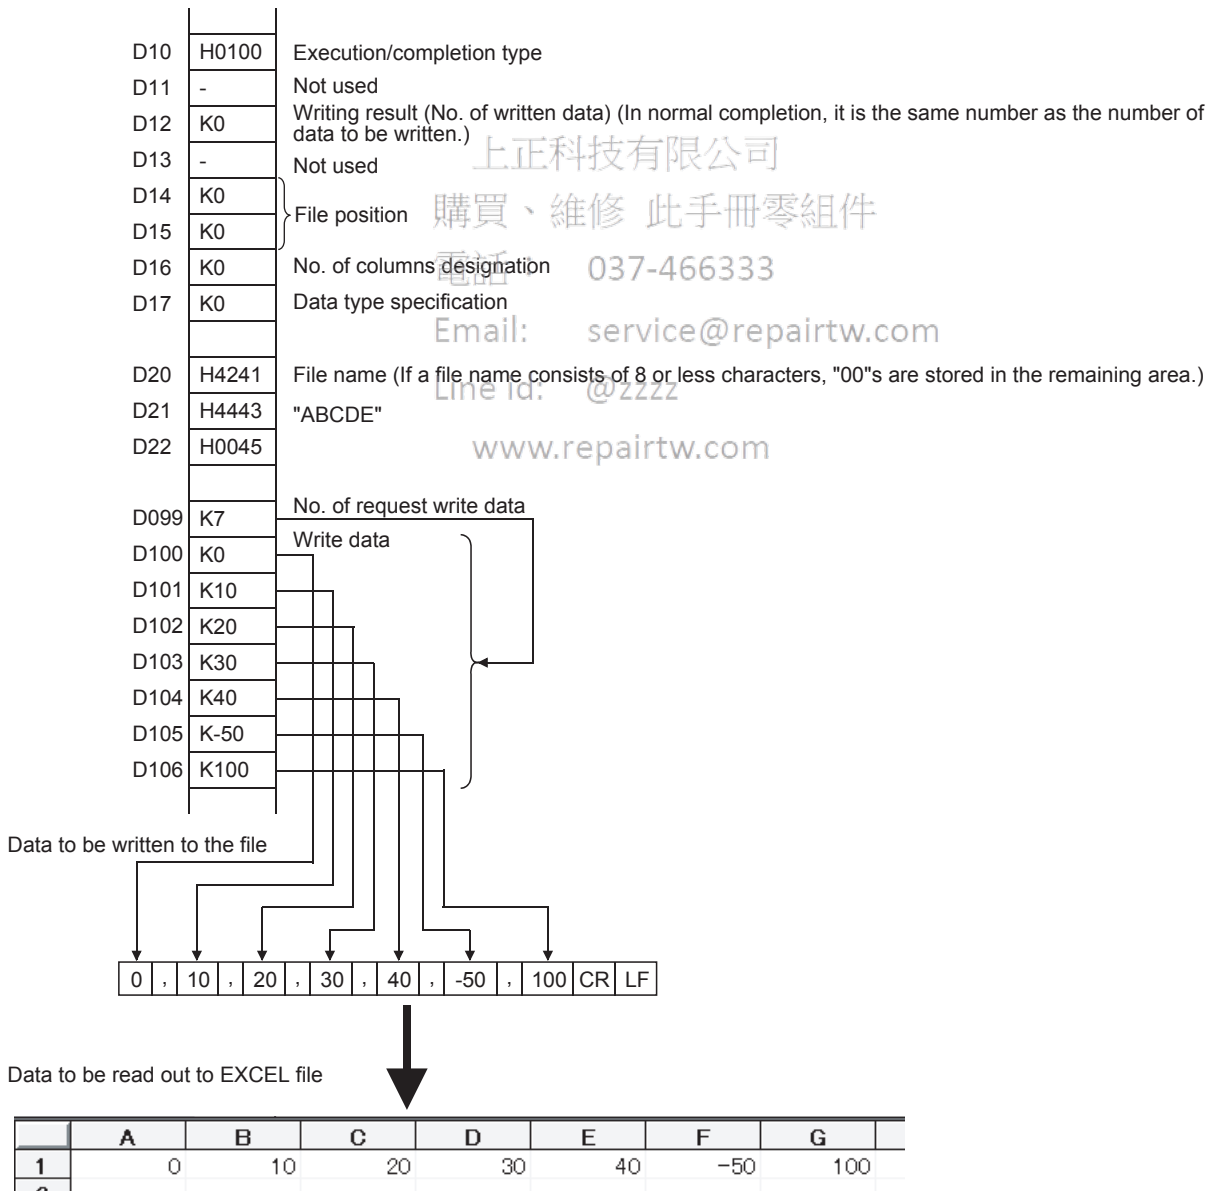 D10 H0100 Execution/completion type
D11 - Not used
D12 K0 Writing result (No. of written data) (In normal completion, it is the same number as the number of
data to be written.)
上正科技有限公司
D13 - Not used
D14 K0
購買、維修 此手冊零組件
File position
D15 K0
D16 K0 No. of columns designation
電話: 037-466333
D17 K0 Data type specification
Email: service@repairtw.com
D20 H4241 File name (If a file name consists of 8 or less characters, "00"s are stored in the remaining area.)
Line id: @zzzz
D21 H4443 "ABCDE"
D22 H0045
www.repairtw.com
No. of request write data
D099 K7
Write data
D100 K0
D101 K10
D102 K20
D103 K30
D104 K40
D105 K-50
D106 K100
Data to be written to the file
0 , 10 , 20 , 30 , 40 , -50 , 100 CR LF
Data to be read out to EXCEL file
A B C D E F G
1 0 10 20 30 40 -50 100